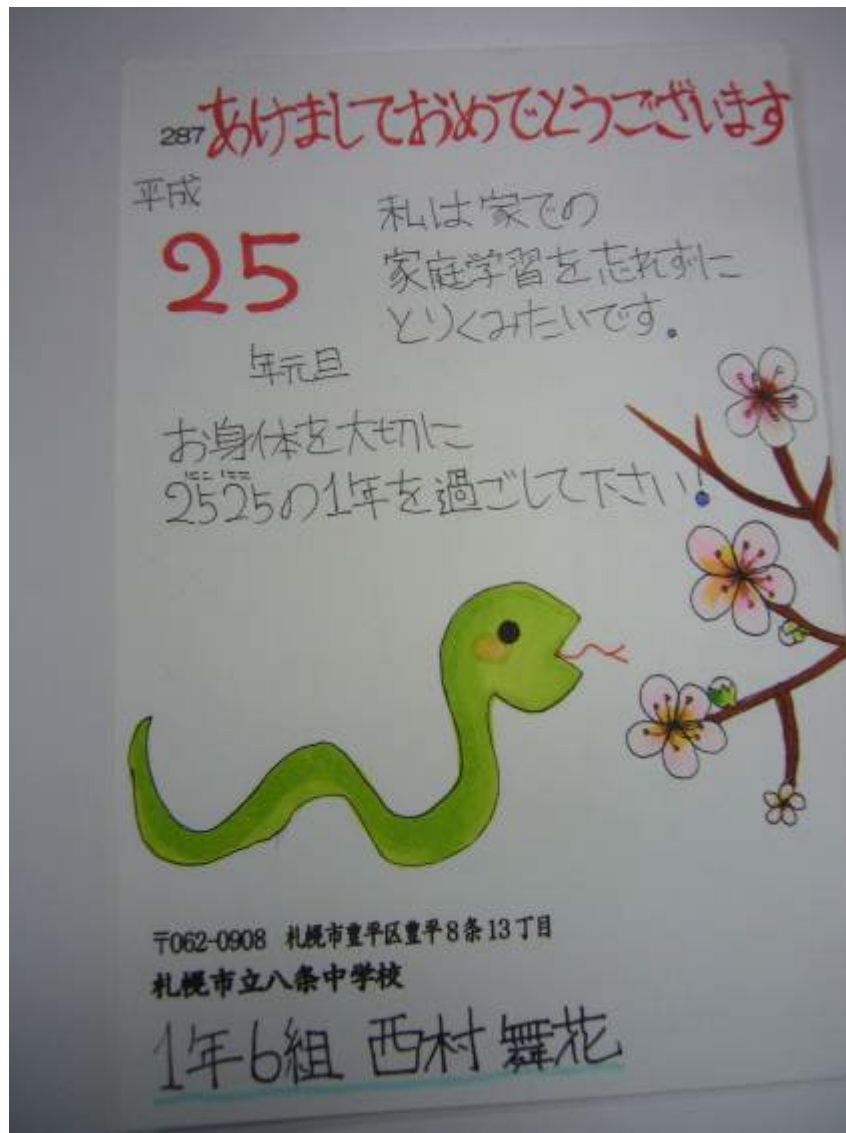 287 あけましておめでとうございます
平成
25
年元旦
私は家での
家庭学習を忘れずに
とりくみたいです。
お身体を大切に
にこ にこ
2525の1年を過ごして下さい!
〒062-0908 札幌市豊平区豊平8条13丁目
札幌市立八条中学校
1年6組 西村 舞花